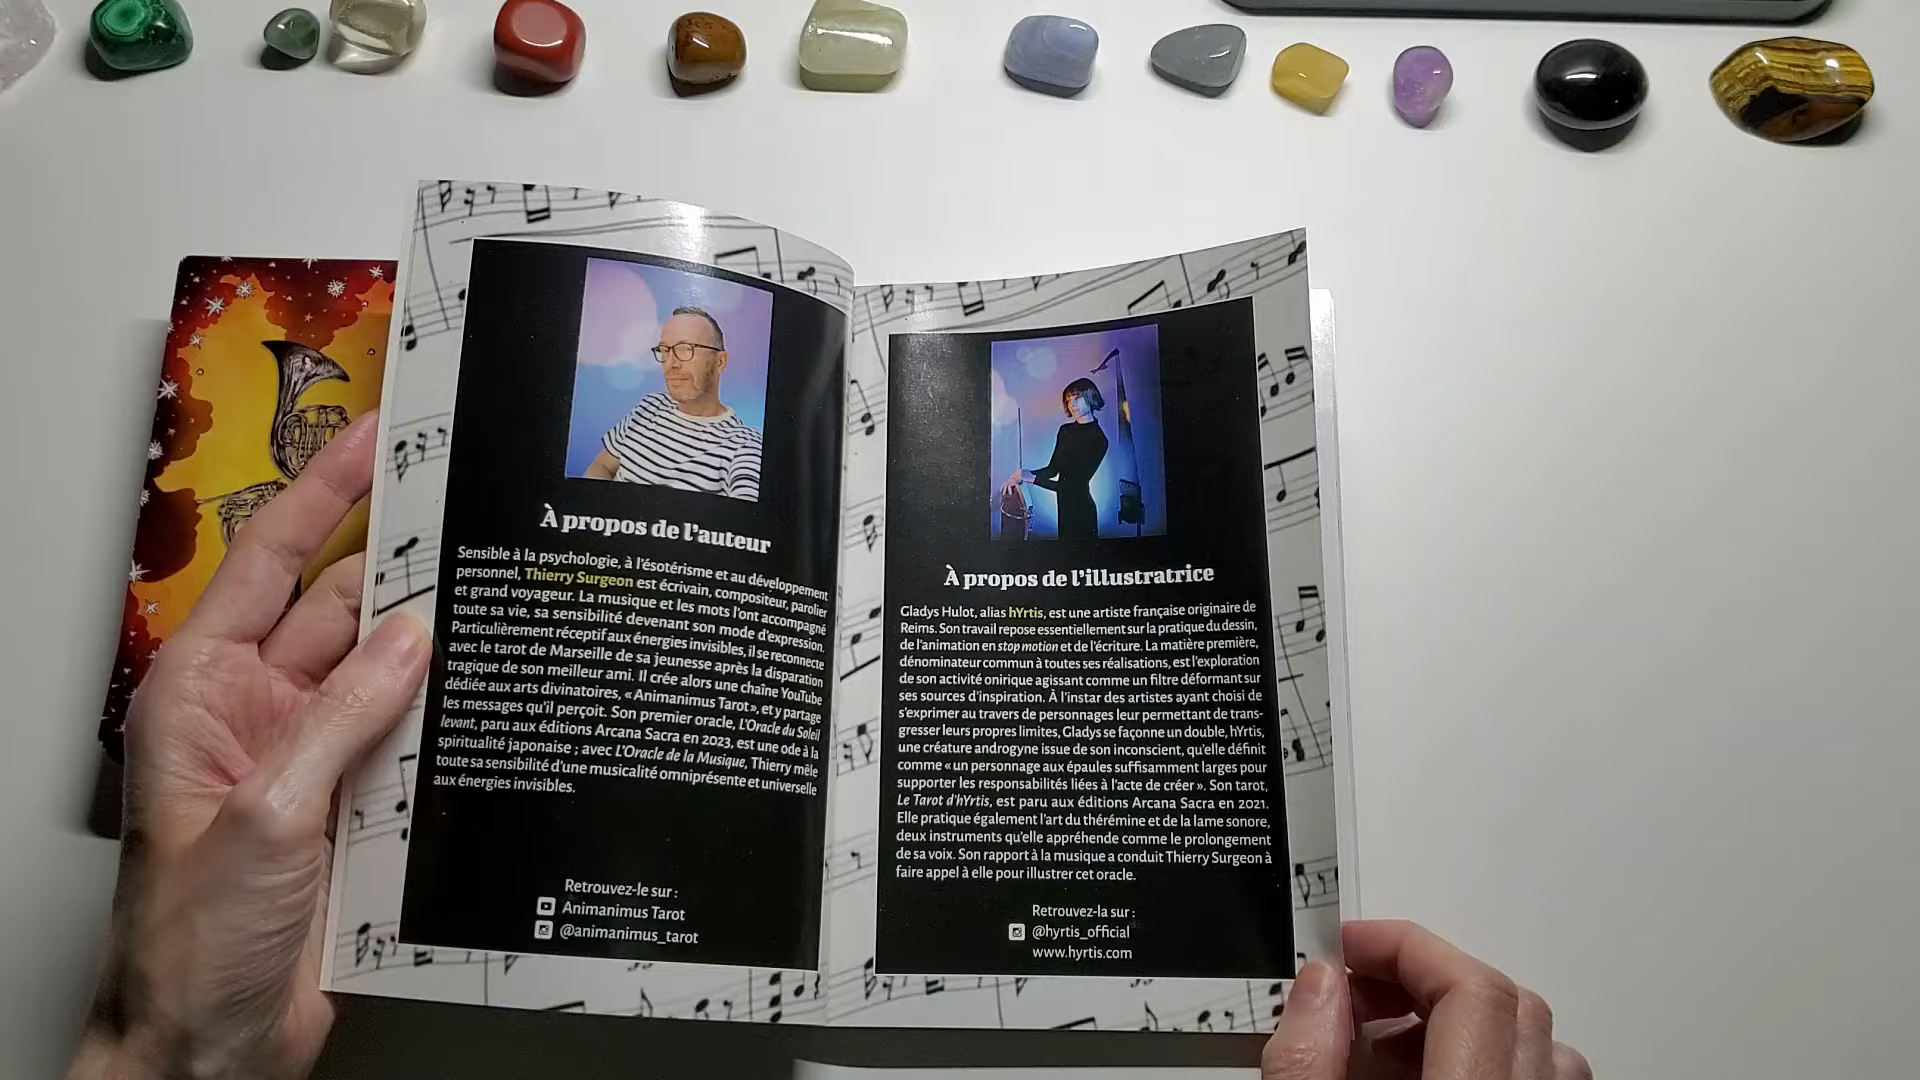 À propos de l'auteur
Sensible à la psychologie, à l'ésotérisme et au développement
personnel, Thierry Surgeon est écrivain, compositeur, parolier
et grand voyageur. La musique et les mots l'ont accompagné
toute sa vie, sa sensibilité devenant son mode d'expression.
Particulièrement réceptif aux énergies invisibles, il se reconnecte
avec le tarot de Marseille de sa jeunesse après la disparition
tragique de son meilleur ami. Il crée alors une chaîne YouTube
dédiée aux arts divinatoires, « Animanimus Tarot », et y partage
les messages qu'il perçoit. Son premier oracle, L'Oracle du Soleil
levant, paru aux éditions Arcana Sacra en 2023, est une ode à la
spiritualité japonaise ; avec L'Oracle de la Musique, Thierry mêle
toute sa sensibilité d'une musicalité omniprésente et universelle
aux énergies invisibles.
Retrouvez-le sur :
Animanimus Tarot
@animanimus_tarot
À propos de l'illustratrice
Gladys Hulot, alias hYrtis, est une artiste française originaire de
Reims. Son travail repose essentiellement sur la pratique du dessin,
de l'animation en stop motion et de l'écriture. La matière première,
dénominateur commun à toutes ses réalisations, est l'exploration
de son activité onirique agissant comme un filtre déformant sur
ses sources d'inspiration. À l'instar des artistes ayant choisi de
s'exprimer au travers de personnages leur permettant de trans-
gresser leurs propres limites, Gladys se façonne un double, hYrtis,
une créature androgyne issue de son inconscient, qu'elle définit
comme « un personnage aux épaules suffisamment larges pour
supporter les responsabilités liées à l'acte de créer ». Son tarot,
Le Tarot d'hYrtis, est paru aux éditions Arcana Sacra en 2021.
Elle pratique également l'art du thérémine et de la lame sonore,
deux instruments qu'elle appréhende comme le prolongement
de sa voix. Son rapport à la musique a conduit Thierry Surgeon à
faire appel à elle pour illustrer cet oracle.
Retrouvez-la sur :
@hyrtis_official
www.hyrtis.com